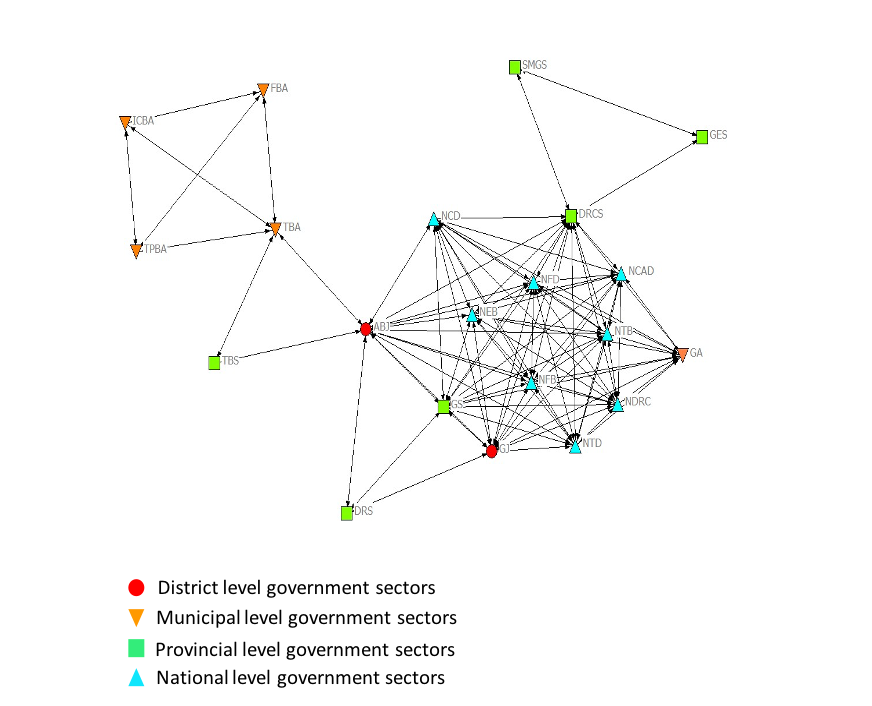 SMGS
FBA
ICBA
GES
NCD
DRCS
TBA
TPBA
NCAD
NFD
NEB
ABJ
NTB
GA
TBS
NFB
GS
NDRC
GJ
NTD
DRS
District level government sectors
Municipal level government sectors
Provincial level government sectors
National level government sectors